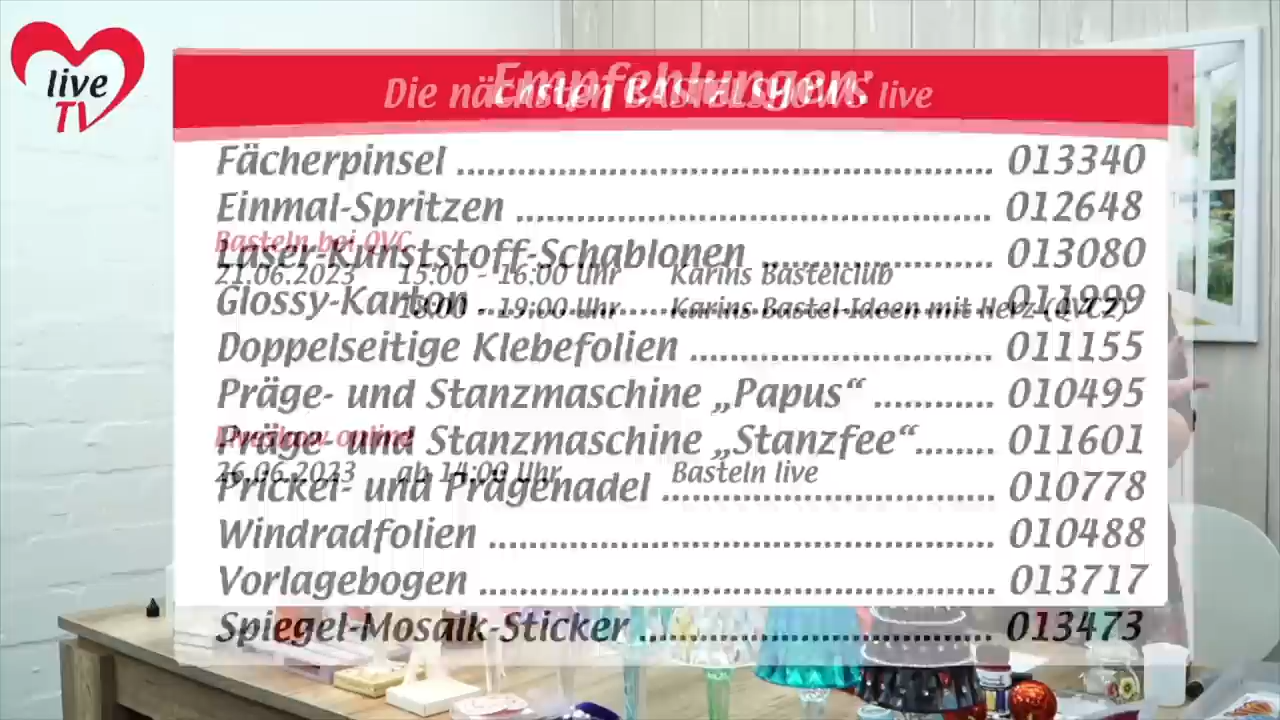 live
TV
Empfehlungen:
Die nächsten BASTELSHOWS live
Fächerpinsel 013340
Einmal-Spritzen 012648
Basteln bei QVC
Laser-Kunststoff-Schablonen 013080
21.06.2023 15:00 - 16:00 Uhr Karins Bastelclub
Glossy-Karton 011999
18:00 - 19:00 Uhr Karins Bastel-Ideen mit Herz (QVC2)
Doppelseitige Klebefolien 011155
Präge- und Stanzmaschine „Papus“ 010495
Präge- und Stanzmaschine „Stanzfee“ 011601
online
26.06.2023 ab 14:00 Uhr Basteln live
Prickel- und Prägenadel 010778
Windradfolien 010488
Vorlagebogen 013717
Spiegel-Mosaik-Sticker 013473